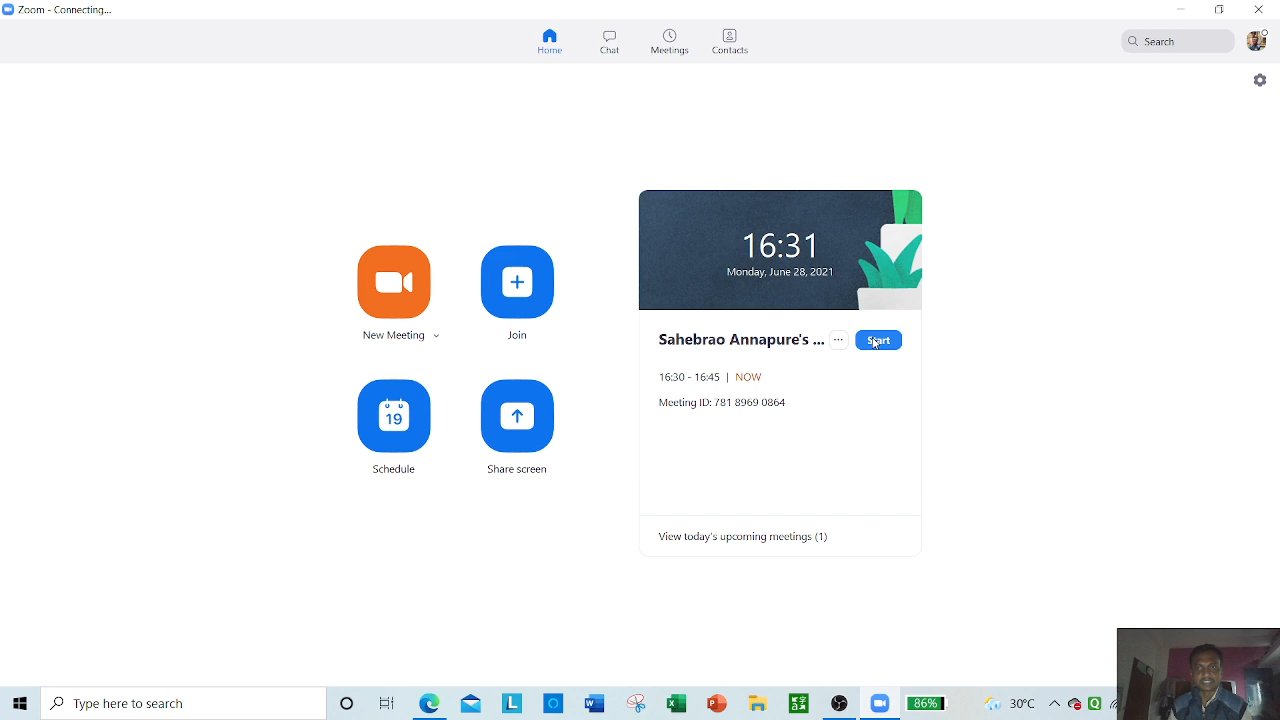 Zoom - Connecting...
Home
Chat
Meetings
Contacts
Search
16:31
Monday, June 28, 2021
New Meeting
Join
Sahebrao Annapure's ...
Start
16:30 - 16:45 | NOW
Meeting ID: 781 8969 0864
19
Schedule
Share screen
View today's upcoming meetings (1)
Type here to search
86%
30°C